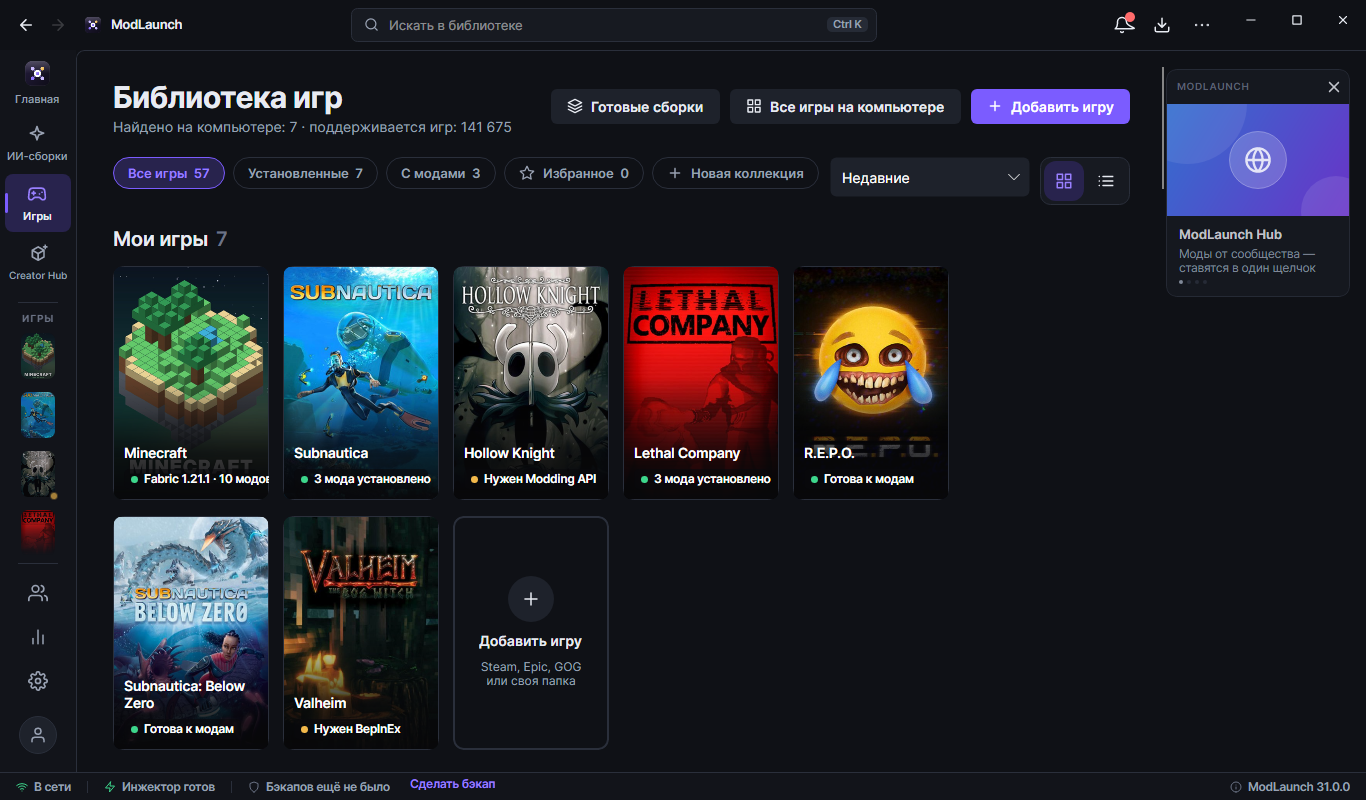 ModLaunch
Искать в библиотеке
Ctrl K
Главная
ИИ-сборки
Игры
Creator Hub
ИГРЫ
MINECRAFT
Библиотека игр
Найдено на компьютере: 7 · поддерживается игр: 141 675
Готовые сборки
Все игры на компьютере
Добавить игру
Все игры 57
Установленные 7
С модами 3
Избранное 0
Новая коллекция
Недавние
Мои игры 7
MINECRAFT
Minecraft
Fabric 1.21.1 · 10 модов
SUBNAUTICA
Subnautica
3 мода установлено
HOLLOW KNIGHT
Hollow Knight
Нужен Modding API
LETHAL
COMPANY
Lethal Company
3 мода установлено
R.E.P.O.
R.E.P.O.
Готова к модам
SUBNAUTICA
BELOW ZERO
Subnautica: Below
Zero
Готова к модам
VALHEIM
THE BOG WITCH
Valheim
Нужен BepInEx
Добавить игру
Steam, Epic, GOG
или своя папка
MODLAUNCH
ModLaunch Hub
Моды от сообщества —
ставятся в один щелчок
В сети
Инжектор готов
Бэкапов ещё не было
Сделать бэкап
ModLaunch 31.0.0